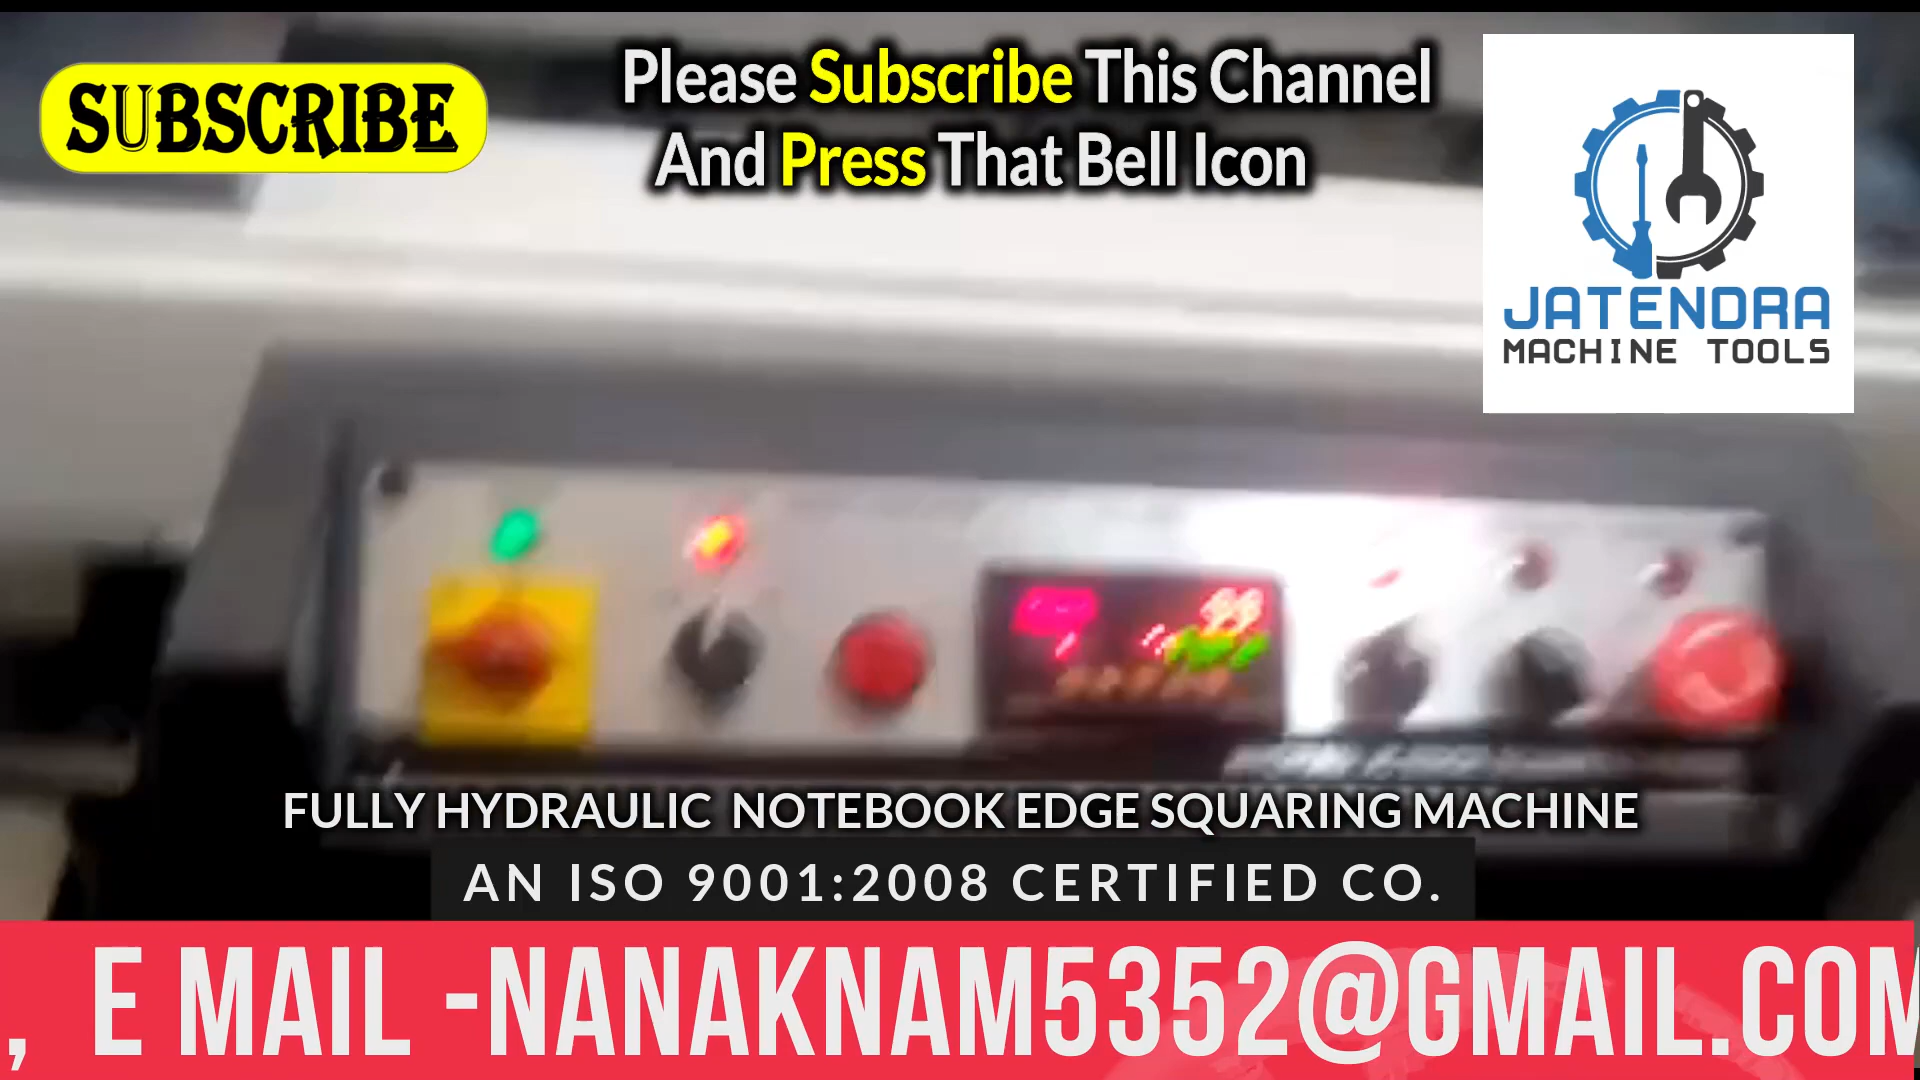 SUBSCRIBE
Please Subscribe This Channel
And Press That Bell Icon
JATENDRA
MACHINE TOOLS
FULLY HYDRAULIC NOTEBOOK EDGE SQUARING MACHINE
AN ISO 9001:2008 CERTIFIED CO.
, E MAIL -NANAKNAM5352@GMAIL.COM